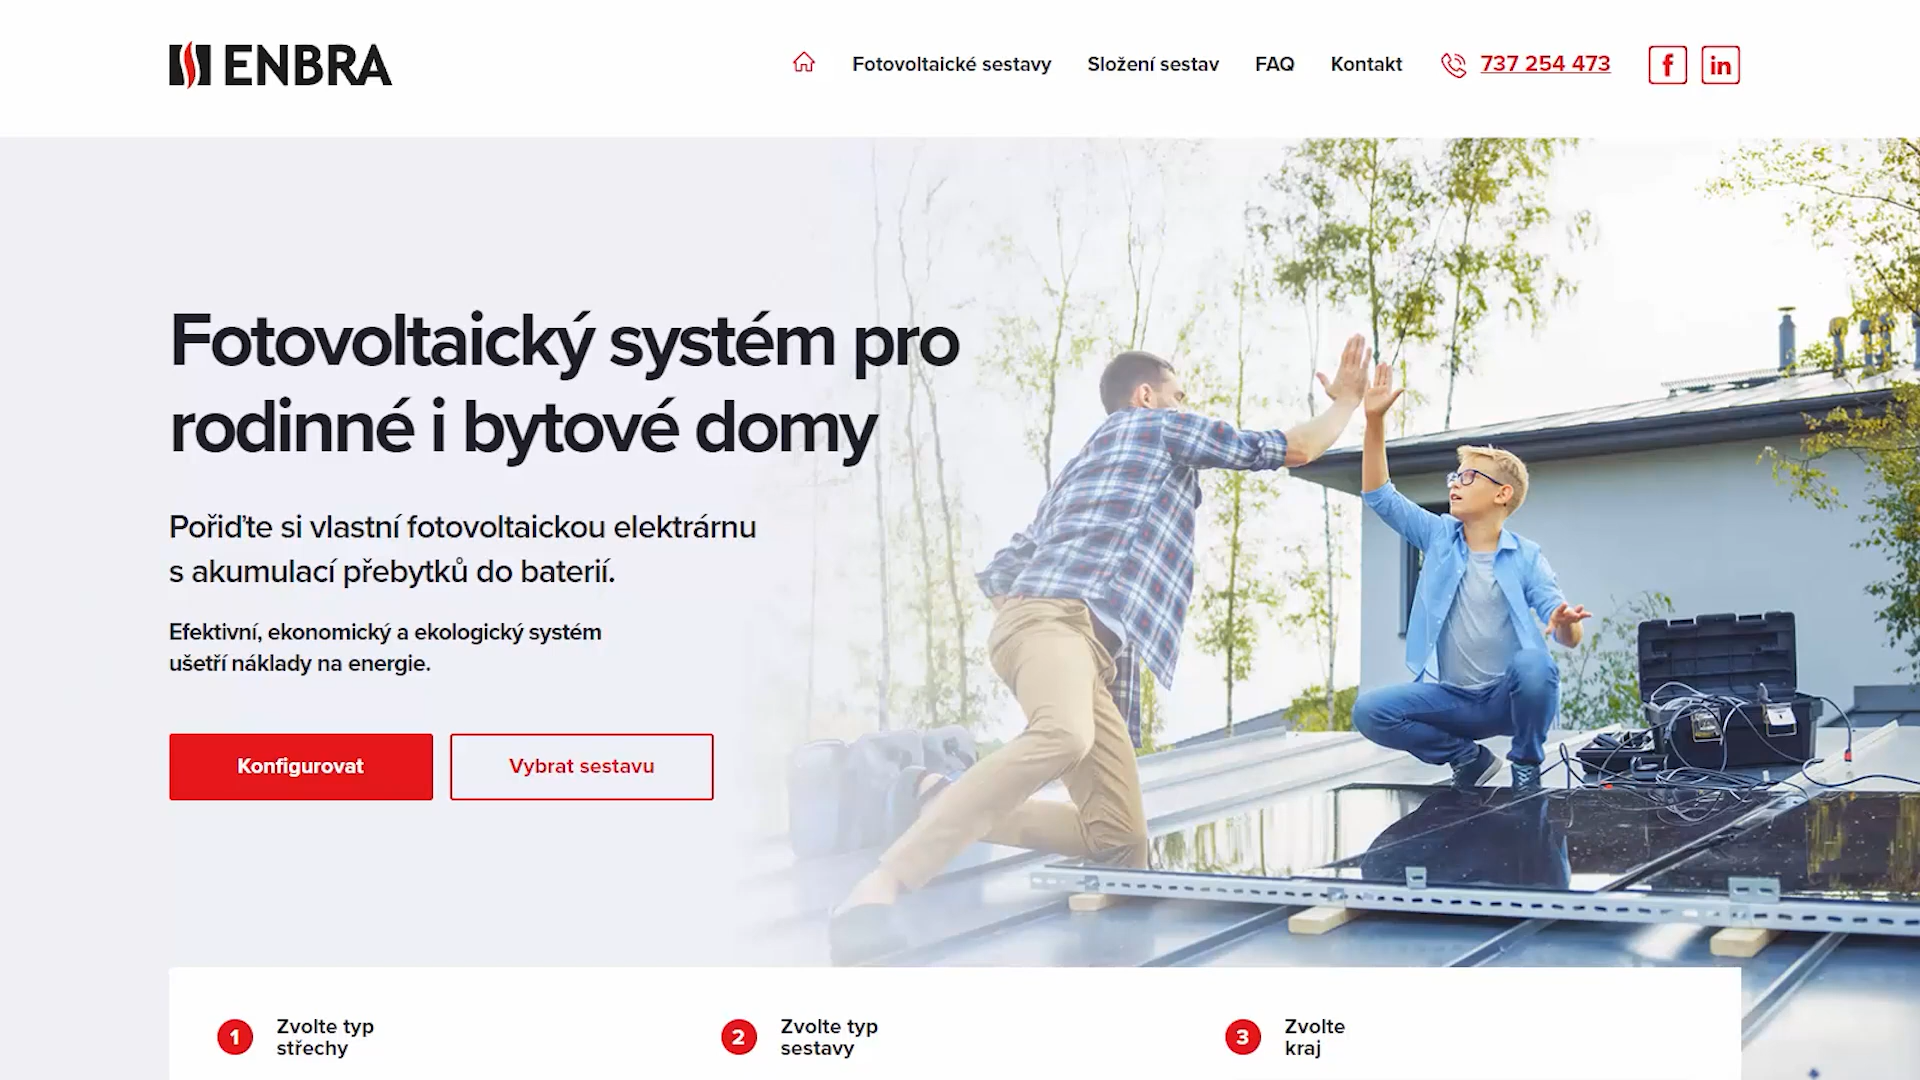 ENBRA
Fotovoltaické sestavy
Složení sestav
FAQ
Kontakt
737 254 473
f
in
Fotovoltaický systém pro
rodinné i bytové domy
Pořiďte si vlastní fotovoltaickou elektrárnu
s akumulací přebytků do baterií.
Efektivní, ekonomický a ekologický systém
ušetří náklady na energie.
Konfigurovat
Vybrat sestavu
1
Zvolte typ
střechy
2
Zvolte typ
sestavy
3
Zvolte
kraj